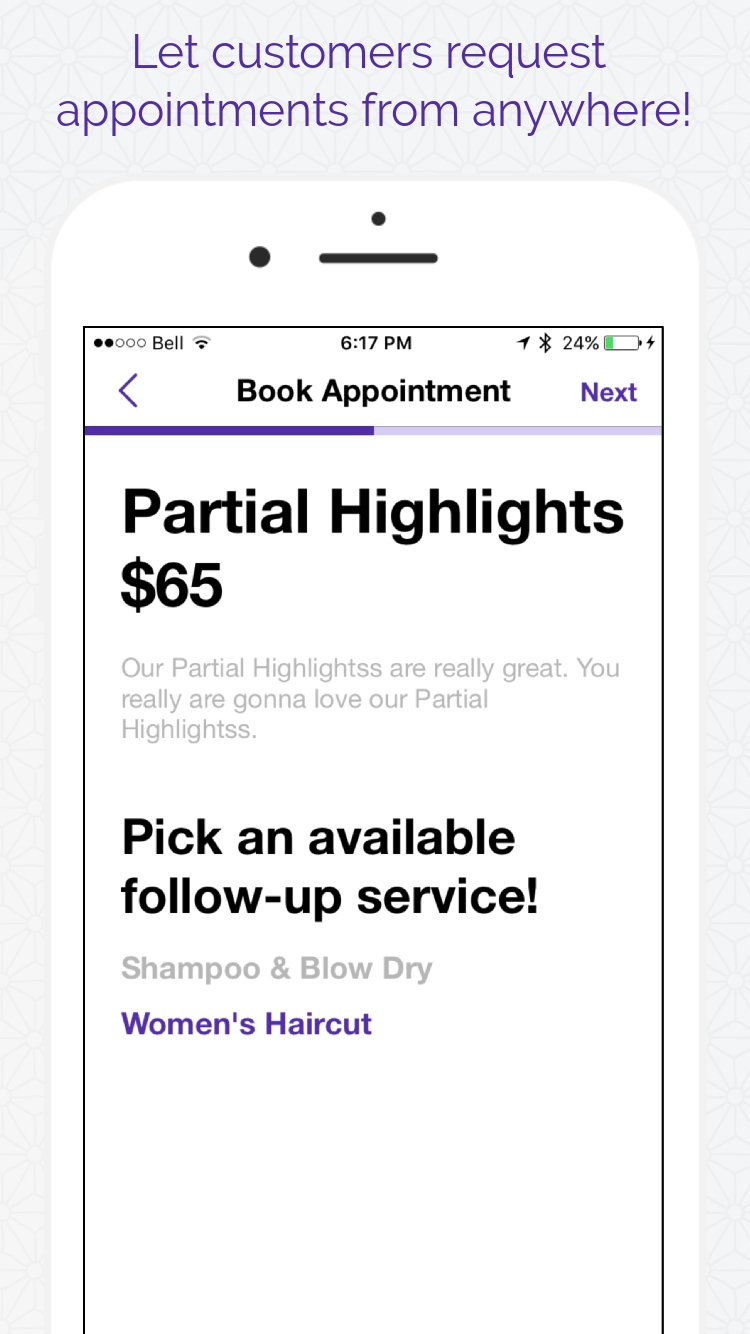 Let customers request
appointments from anywhere!
Bell 6:17 PM 24%
Book Appointment Next
Partial Highlights
$65
Our Partial Highlightss are really great. You
really are gonna love our Partial
Highlightss.
Pick an available
follow-up service!
Shampoo & Blow Dry
Women's Haircut